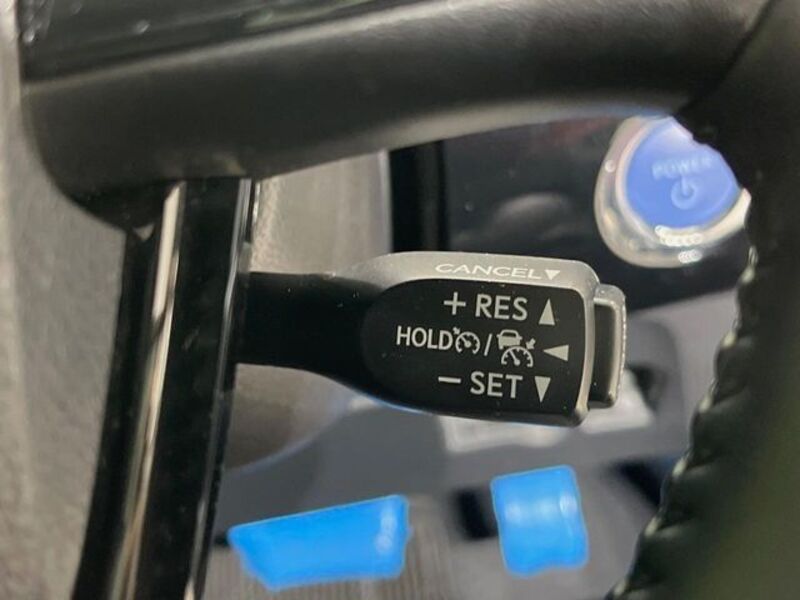 POWER
CANCEL▼
+ RES ▲
HOLD / ◀
− SET ▼